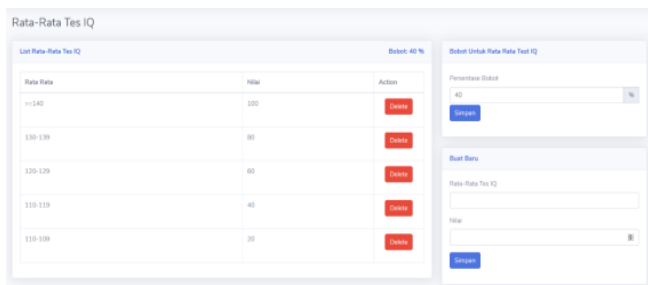 Rata-Rata Tes IQ
List Rata-Rata Tes IQ Bobot: 40 %
Rata Rata Nilai Action
>=140 100 Delete
130-139 80 Delete
120-129 60 Delete
110-119 40 Delete
110-109 20 Delete
Bobot Untuk Rata Rata Test IQ
Persentase Bobot
40 %
Simpan
Buat Baru
Rata-Rata Tes IQ
Nilai
Simpan